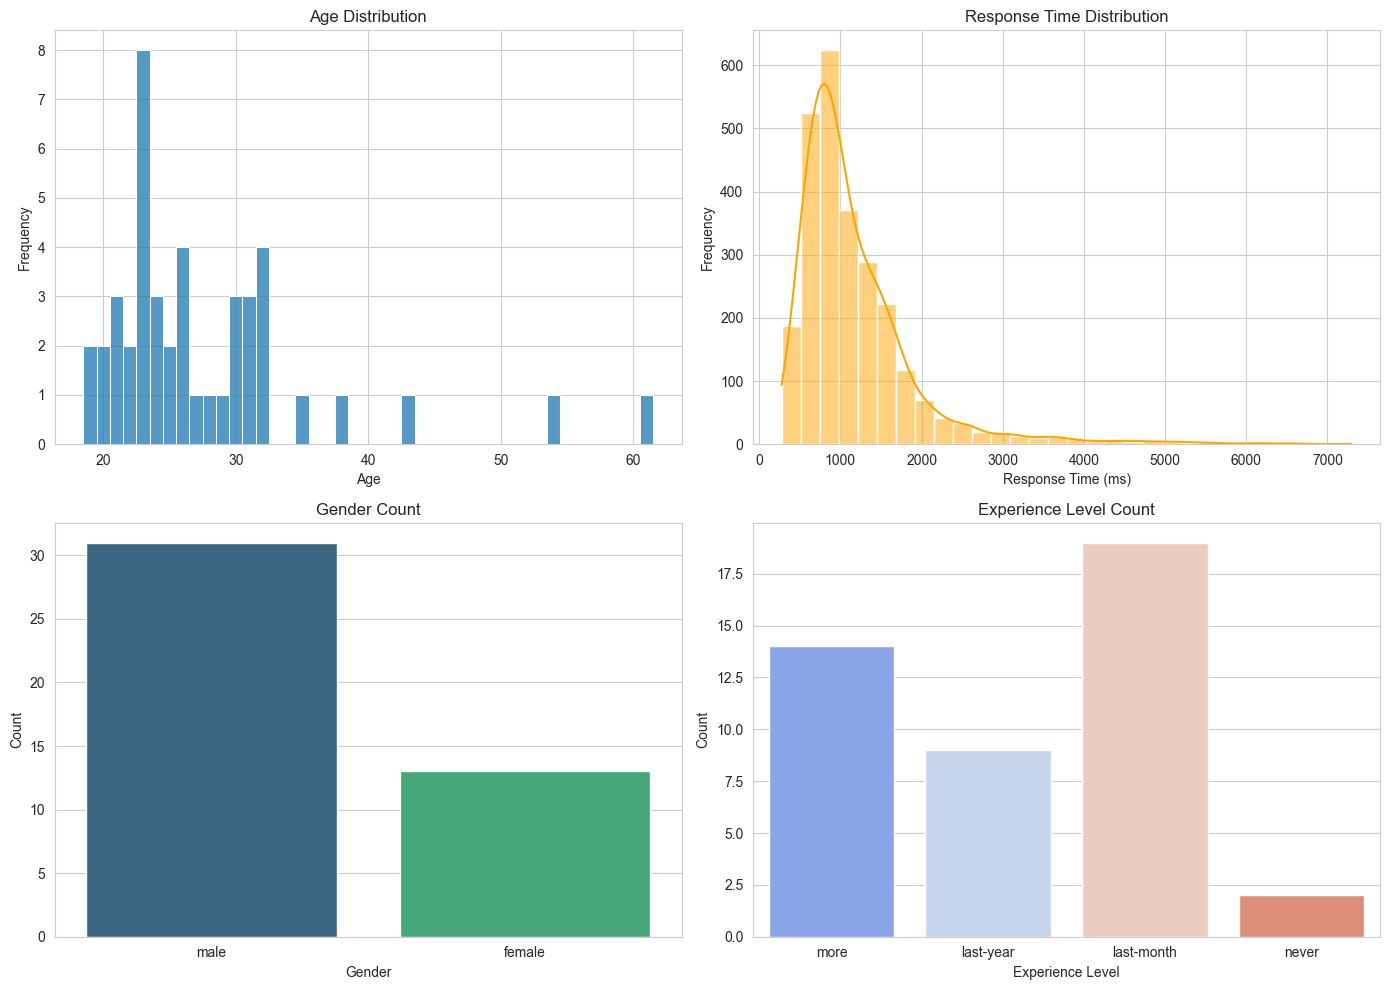 Age Distribution
8
7
6
5
4
3
2
1
0
Frequency
20 30 40 50 60
Age
Response Time Distribution
600
500
400
300
200
100
0
Frequency
0 1000 2000 3000 4000 5000 6000 7000
Response Time (ms)
Gender Count
30
25
20
15
10
5
0
Count
male female
Gender
Experience Level Count
17.5
15.0
12.5
10.0
7.5
5.0
2.5
0.0
Count
more last-year last-month never
Experience Level